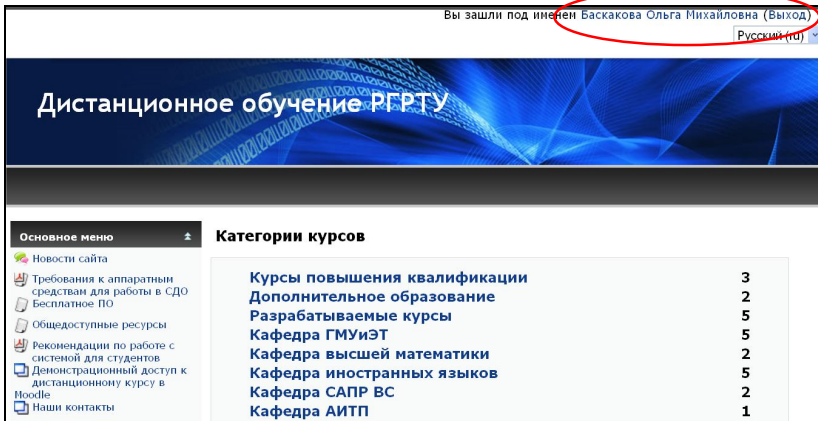 Вы зашли под именем Баскакова Ольга Михайловна (Выход)
Русский (ru)
Дистанционное обучение РГРТУ
Основное меню
Новости сайта
Требования к аппаратным
средствам для работы в СДО
Бесплатное ПО
Общедоступные ресурсы
Рекомендации по работе с
системой для студентов
Демонстрационный доступ к
дистанционному курсу в
Moodle
Наши контакты
Категории курсов
Курсы повышения квалификации 3
Дополнительное образование 2
Разрабатываемые курсы 5
Кафедра ГМУиЭТ 5
Кафедра высшей математики 2
Кафедра иностранных языков 5
Кафедра САПР ВС 2
Кафедра АИТП 1